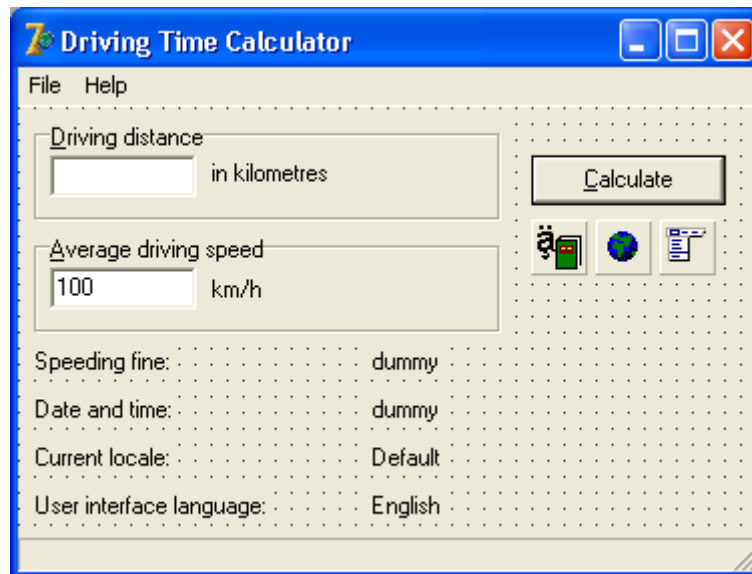 Driving Time Calculator
File Help
Driving distance
in kilometres
Calculate
Average driving speed
100 km/h
Speeding fine: dummy
Date and time: dummy
Current locale: Default
User interface language: English